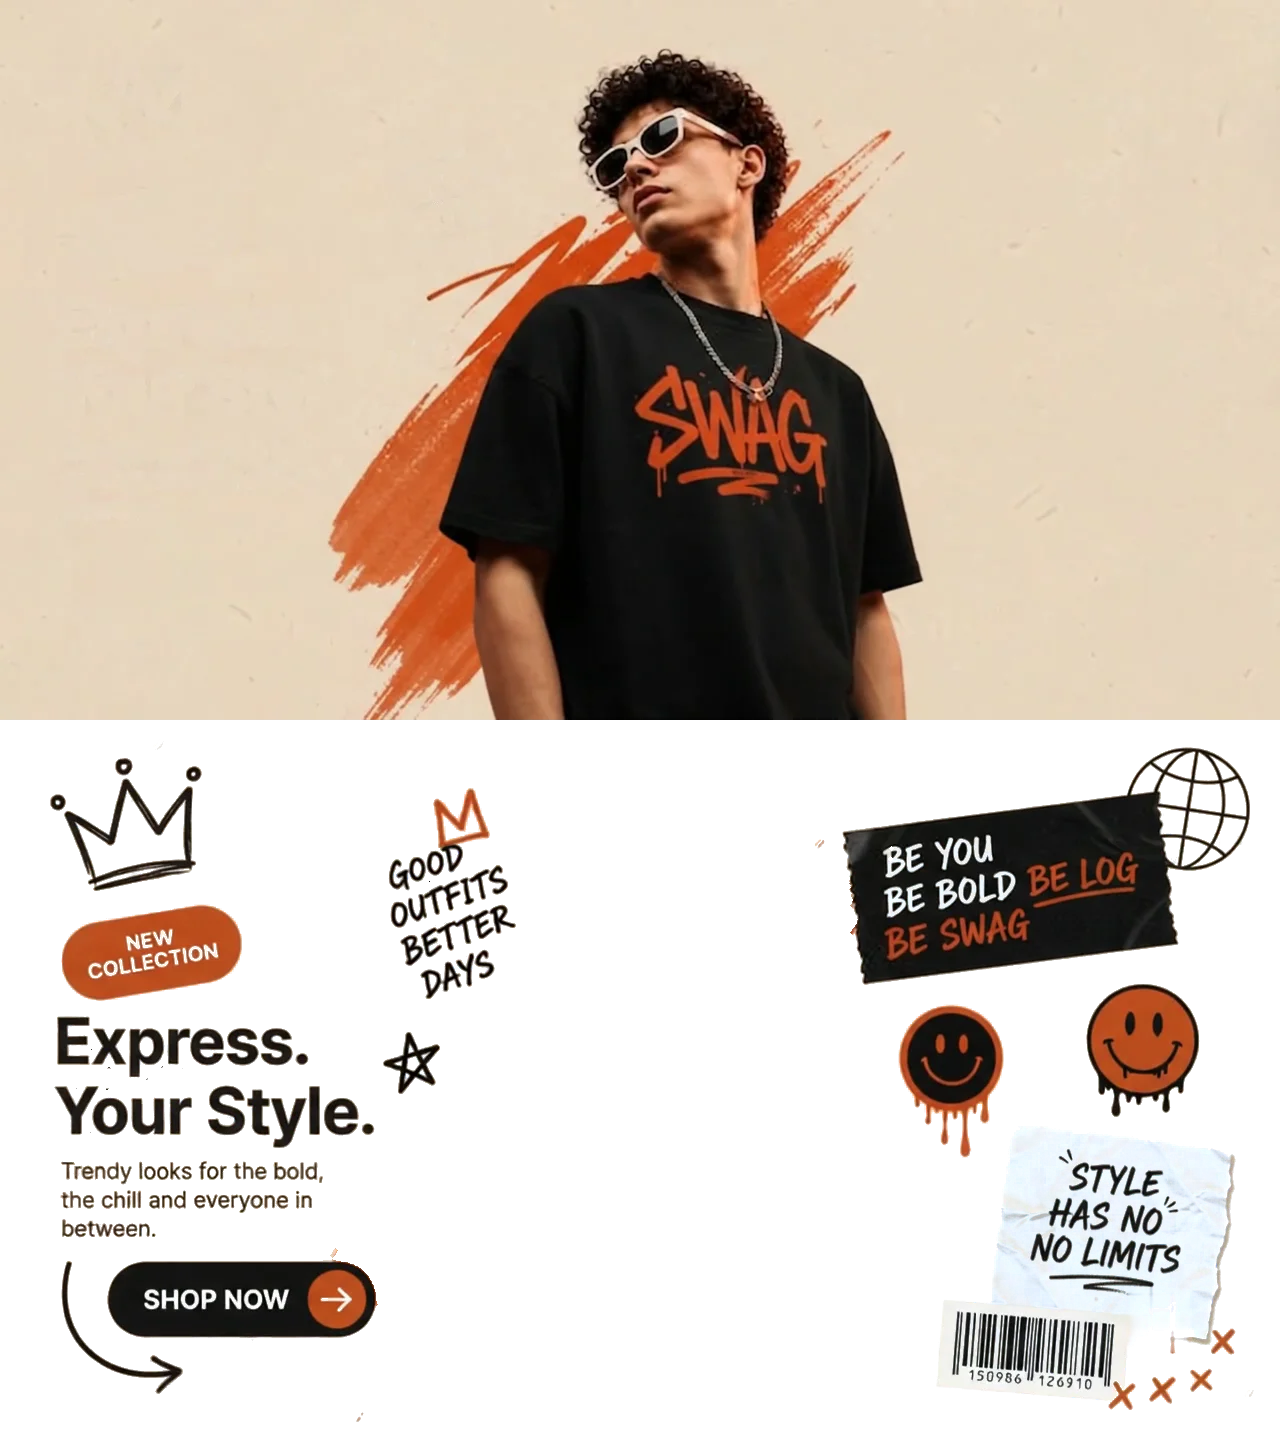 SWAG
GOOD
OUTFITS
BETTER
DAYS
NEW
COLLECTION
Express.
Your Style.
Trendy looks for the bold,
the chill and everyone in
between.
SHOP NOW
BE YOU
BE BOLD BE LOG
BE SWAG
STYLE
HAS NO
NO LIMITS
150986 126910